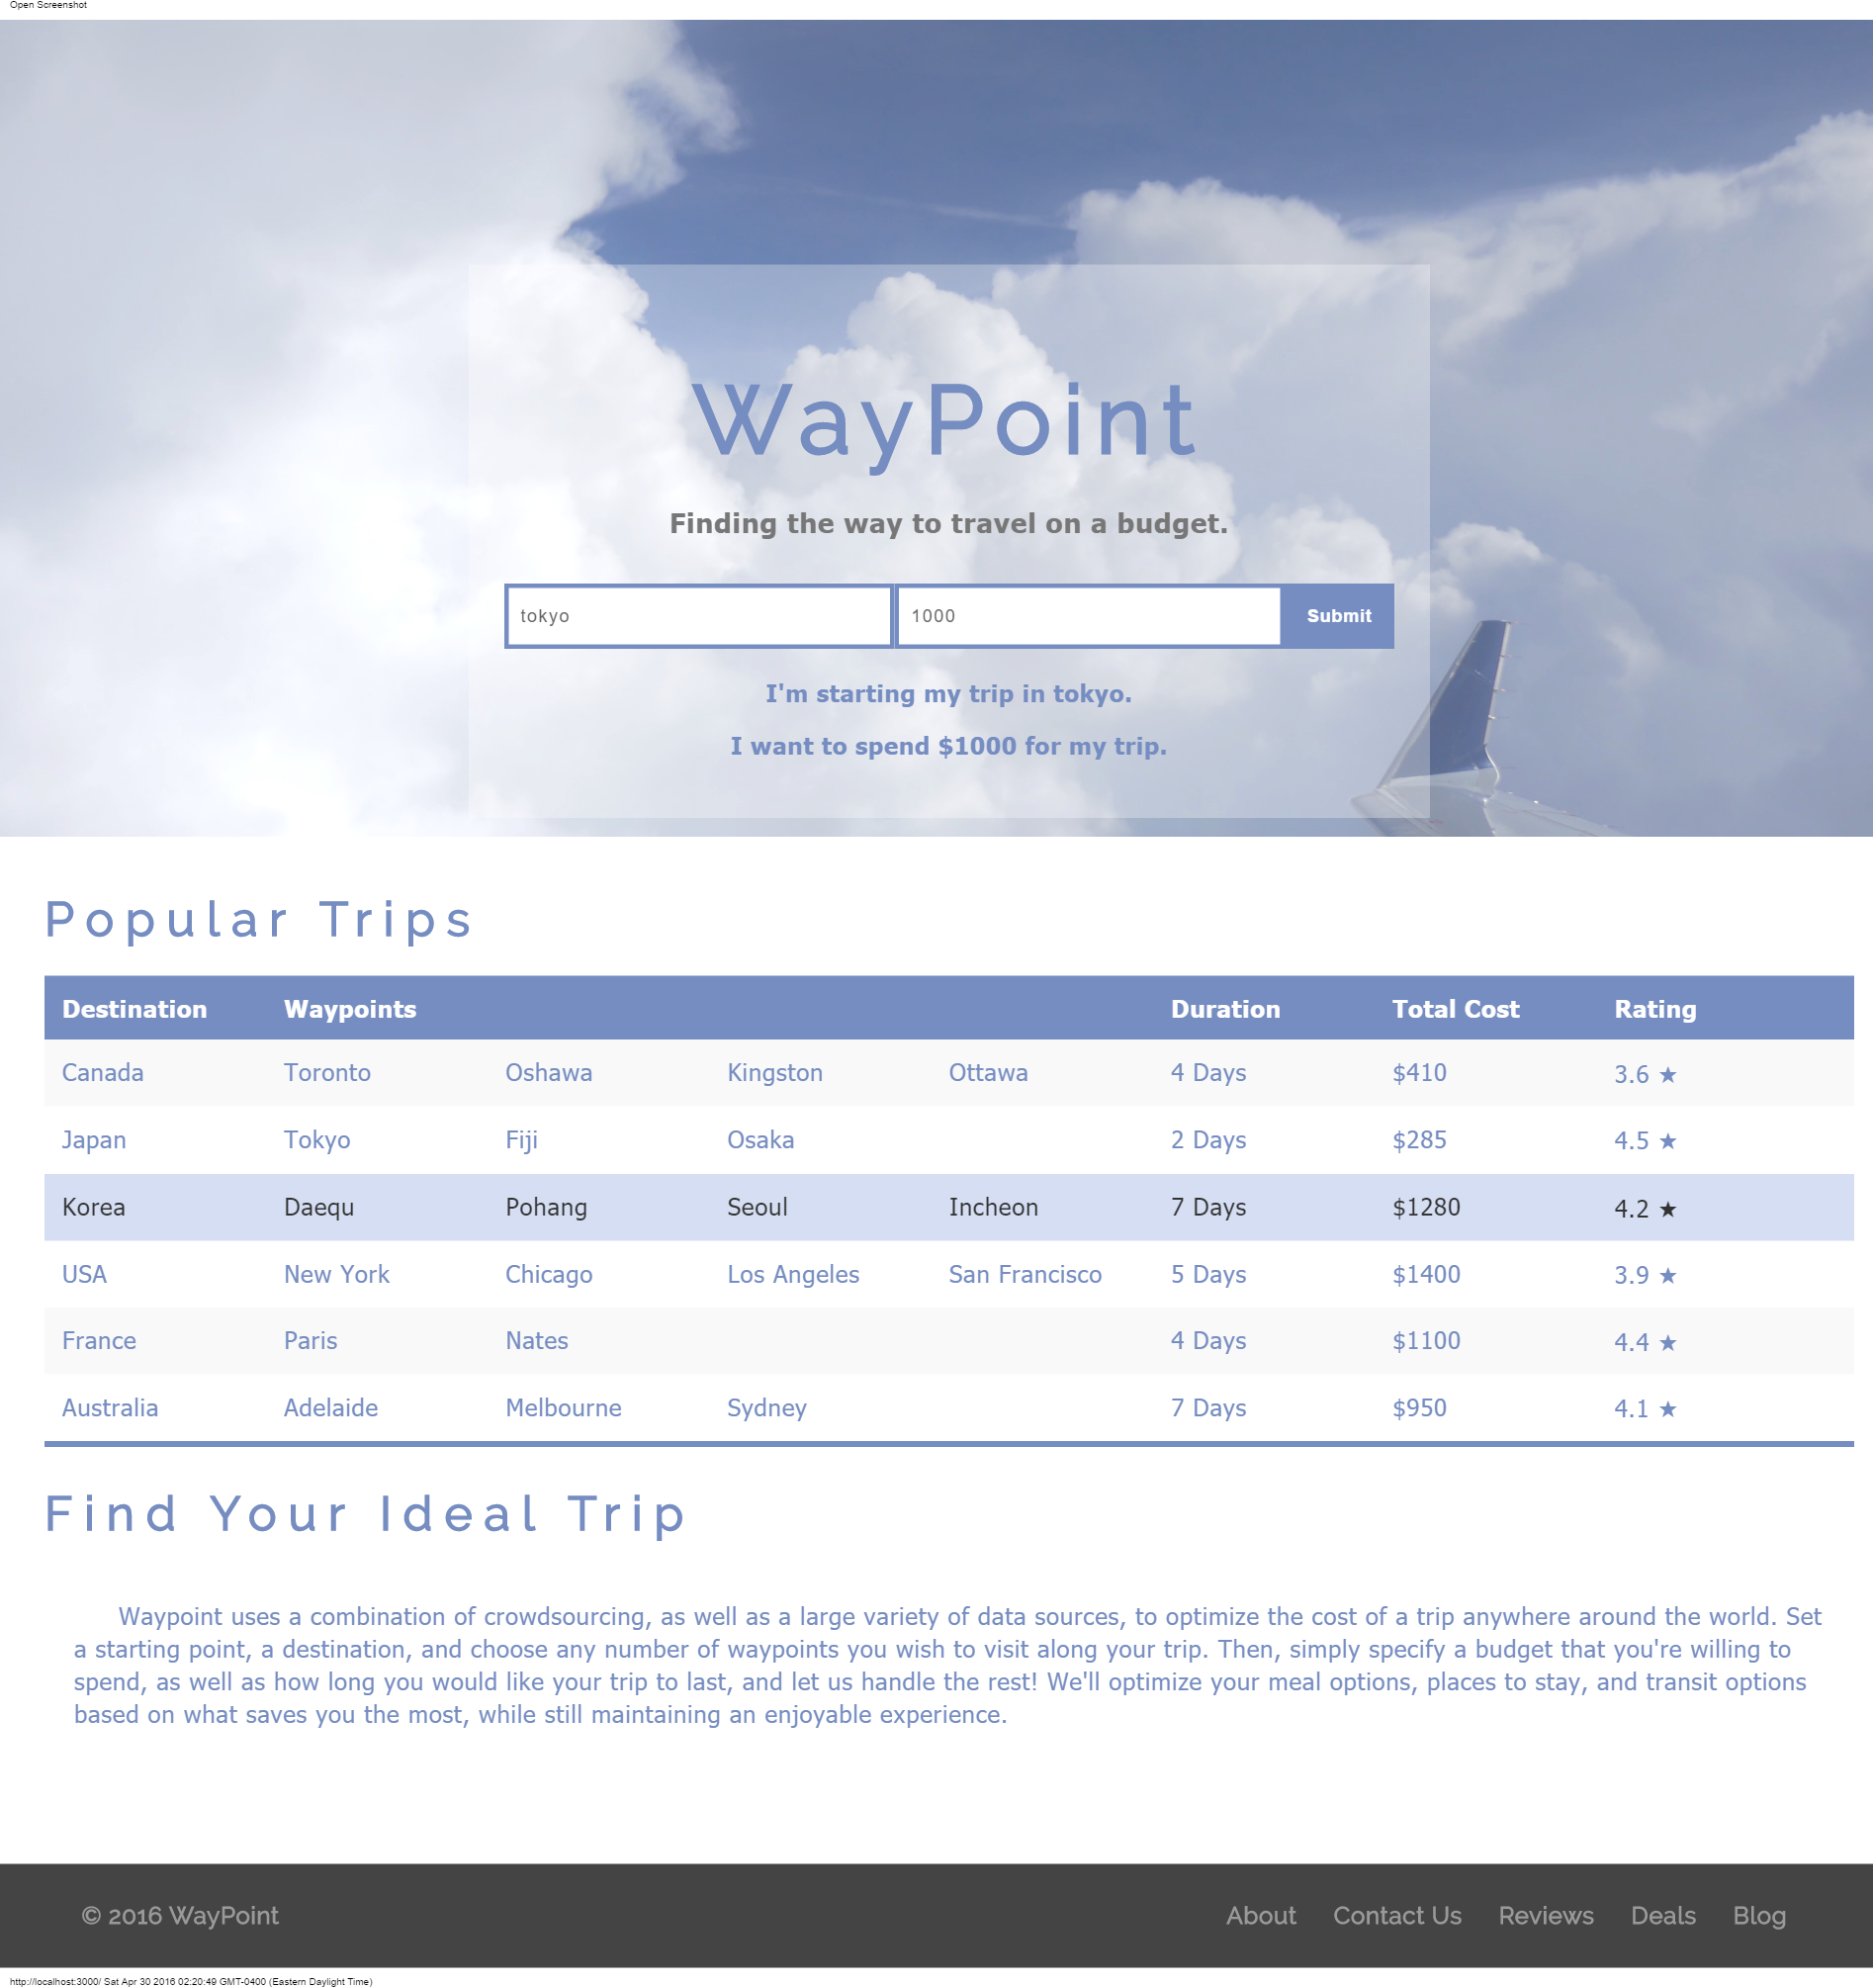 Open Screenshot
WayPoint
Finding the way to travel on a budget.
tokyo 1000 Submit
I'm starting my trip in tokyo.
I want to spend $1000 for my trip.
Popular Trips
Destination Waypoints Duration Total Cost Rating
Canada Toronto Oshawa Kingston Ottawa 4 Days $410 3.6 ★
Japan Tokyo Fiji Osaka 2 Days $285 4.5 ★
Korea Daequ Pohang Seoul Incheon 7 Days $1280 4.2 ★
USA New York Chicago Los Angeles San Francisco 5 Days $1400 3.9 ★
France Paris Nates 4 Days $1100 4.4 ★
Australia Adelaide Melbourne Sydney 7 Days $950 4.1 ★
Find Your Ideal Trip
Waypoint uses a combination of crowdsourcing, as well as a large variety of data sources, to optimize the cost of a trip anywhere around the world. Set
a starting point, a destination, and choose any number of waypoints you wish to visit along your trip. Then, simply specify a budget that you're willing to
spend, as well as how long you would like your trip to last, and let us handle the rest! We'll optimize your meal options, places to stay, and transit options
based on what saves you the most, while still maintaining an enjoyable experience.
© 2016 WayPoint About Contact Us Reviews Deals Blog
http://localhost:3000/ Sat Apr 30 2016 02:20:49 GMT-0400 (Eastern Daylight Time)